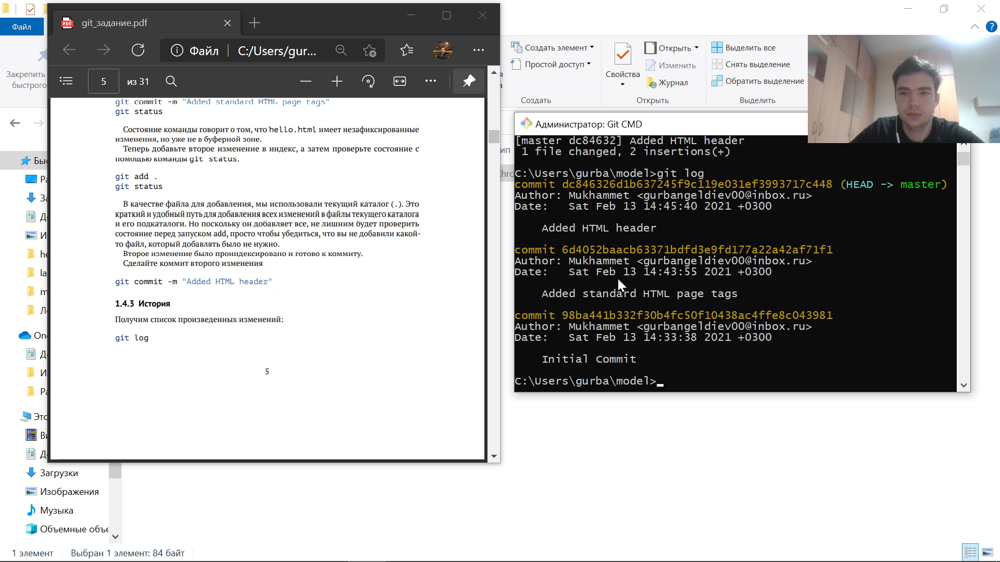 Файл
git_задание.pdf
Файл
C:/Users/gur...
5
из 31
git commit -m "Added standard HTML page tags"
git status
Состояние команды говорит о том, что hello.html имеет незафиксированные
изменения, но уже не в буферной зоне.
Теперь добавьте второе изменение в индекс, а затем проверьте состояние с
помощью команды git status.
git add .
git status
В качестве файла для добавления, мы использовали текущий каталог (.). Это
краткий и удобный путь для добавления всех изменений в файлы текущего каталога
и его подкаталоги. Но поскольку он добавляет все, не лишним будет проверить
состояние перед запуском add, просто чтобы убедиться, что вы не добавили какой-
то файл, который добавлять было не нужно.
Второе изменение было проиндексировано и готово к коммиту.
Сделайте коммит второго изменения
git commit -m "Added HTML header"
1.4.3 История
Получим список произведенных изменений:
git log
5
Закрепить
быстрого
Создать элемент
Простой доступ
Создать
Свойства
Открыть
Изменить
Журнал
Открыть
Выделить все
Снять выделение
Обратить выделение
Выделить
Администратор: Git CMD
[master dc84632] Added HTML header
1 file changed, 2 insertions(+)
C:\Users\gurba\model>git log
commit dc846326d1b637245f9c119e031ef3993717c448 (HEAD -> master)
Author: Mukhammet <gurbangeldiev00@inbox.ru>
Date: Sat Feb 13 14:45:40 2021 +0300
Added HTML header
commit 6d4052baacb63371bdfd3e9fd177a22a42af71f1
Author: Mukhammet <gurbangeldiev00@inbox.ru>
Date: Sat Feb 13 14:43:55 2021 +0300
Added standard HTML page tags
commit 98ba441b332f30b4fc50f10438ac4ffe8c043981
Author: Mukhammet <gurbangeldiev00@inbox.ru>
Date: Sat Feb 13 14:33:38 2021 +0300
Initial Commit
C:\Users\gurba\model>
Загрузки
Изображения
Музыка
Объемные объе
1 элемент
Выбран 1 элемент: 84 байт